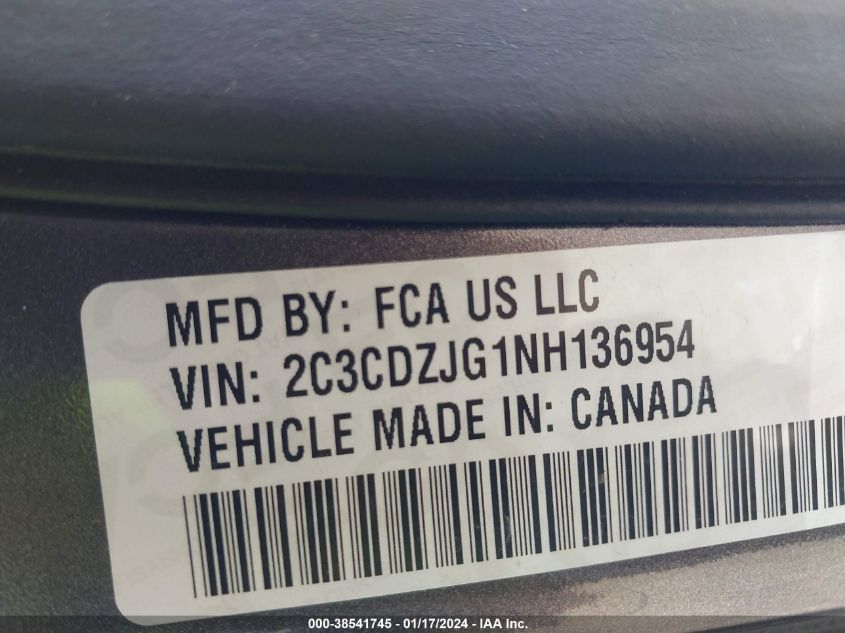 MFD BY: FCA US LLC
VIN: 2C3CDZJG1NH136954
VEHICLE MADE IN: CANADA
000-38541745 - 01/17/2024 - IAA Inc.